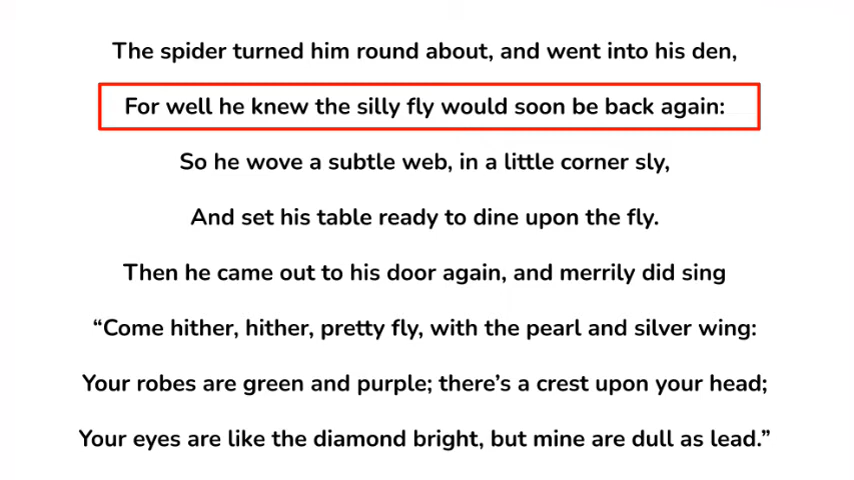 The spider turned him round about, and went into his den,
For well he knew the silly fly would soon be back again:
So he wove a subtle web, in a little corner sly,
And set his table ready to dine upon the fly.
Then he came out to his door again, and merrily did sing
“Come hither, hither, pretty fly, with the pearl and silver wing:
Your robes are green and purple; there’s a crest upon your head;
Your eyes are like the diamond bright, but mine are dull as lead.”